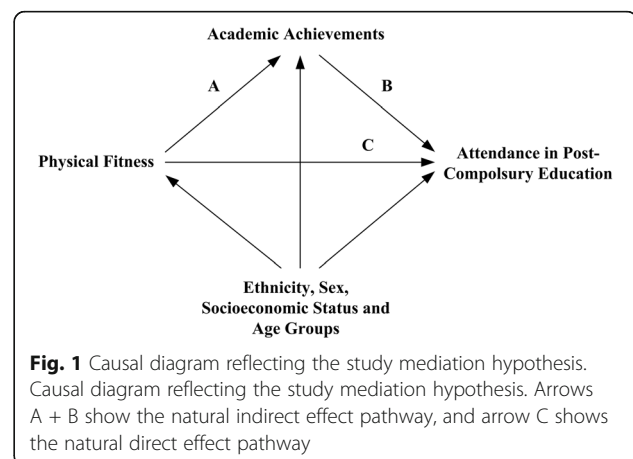 Academic Achievements
A
B
C
Physical Fitness
Attendance in Post-
Compolsury Education
Ethnicity, Sex,
Socioeconomic Status and
Age Groups
Fig. 1 Causal diagram reflecting the study mediation hypothesis.
Causal diagram reflecting the study mediation hypothesis. Arrows
A + B show the natural indirect effect pathway, and arrow C shows
the natural direct effect pathway